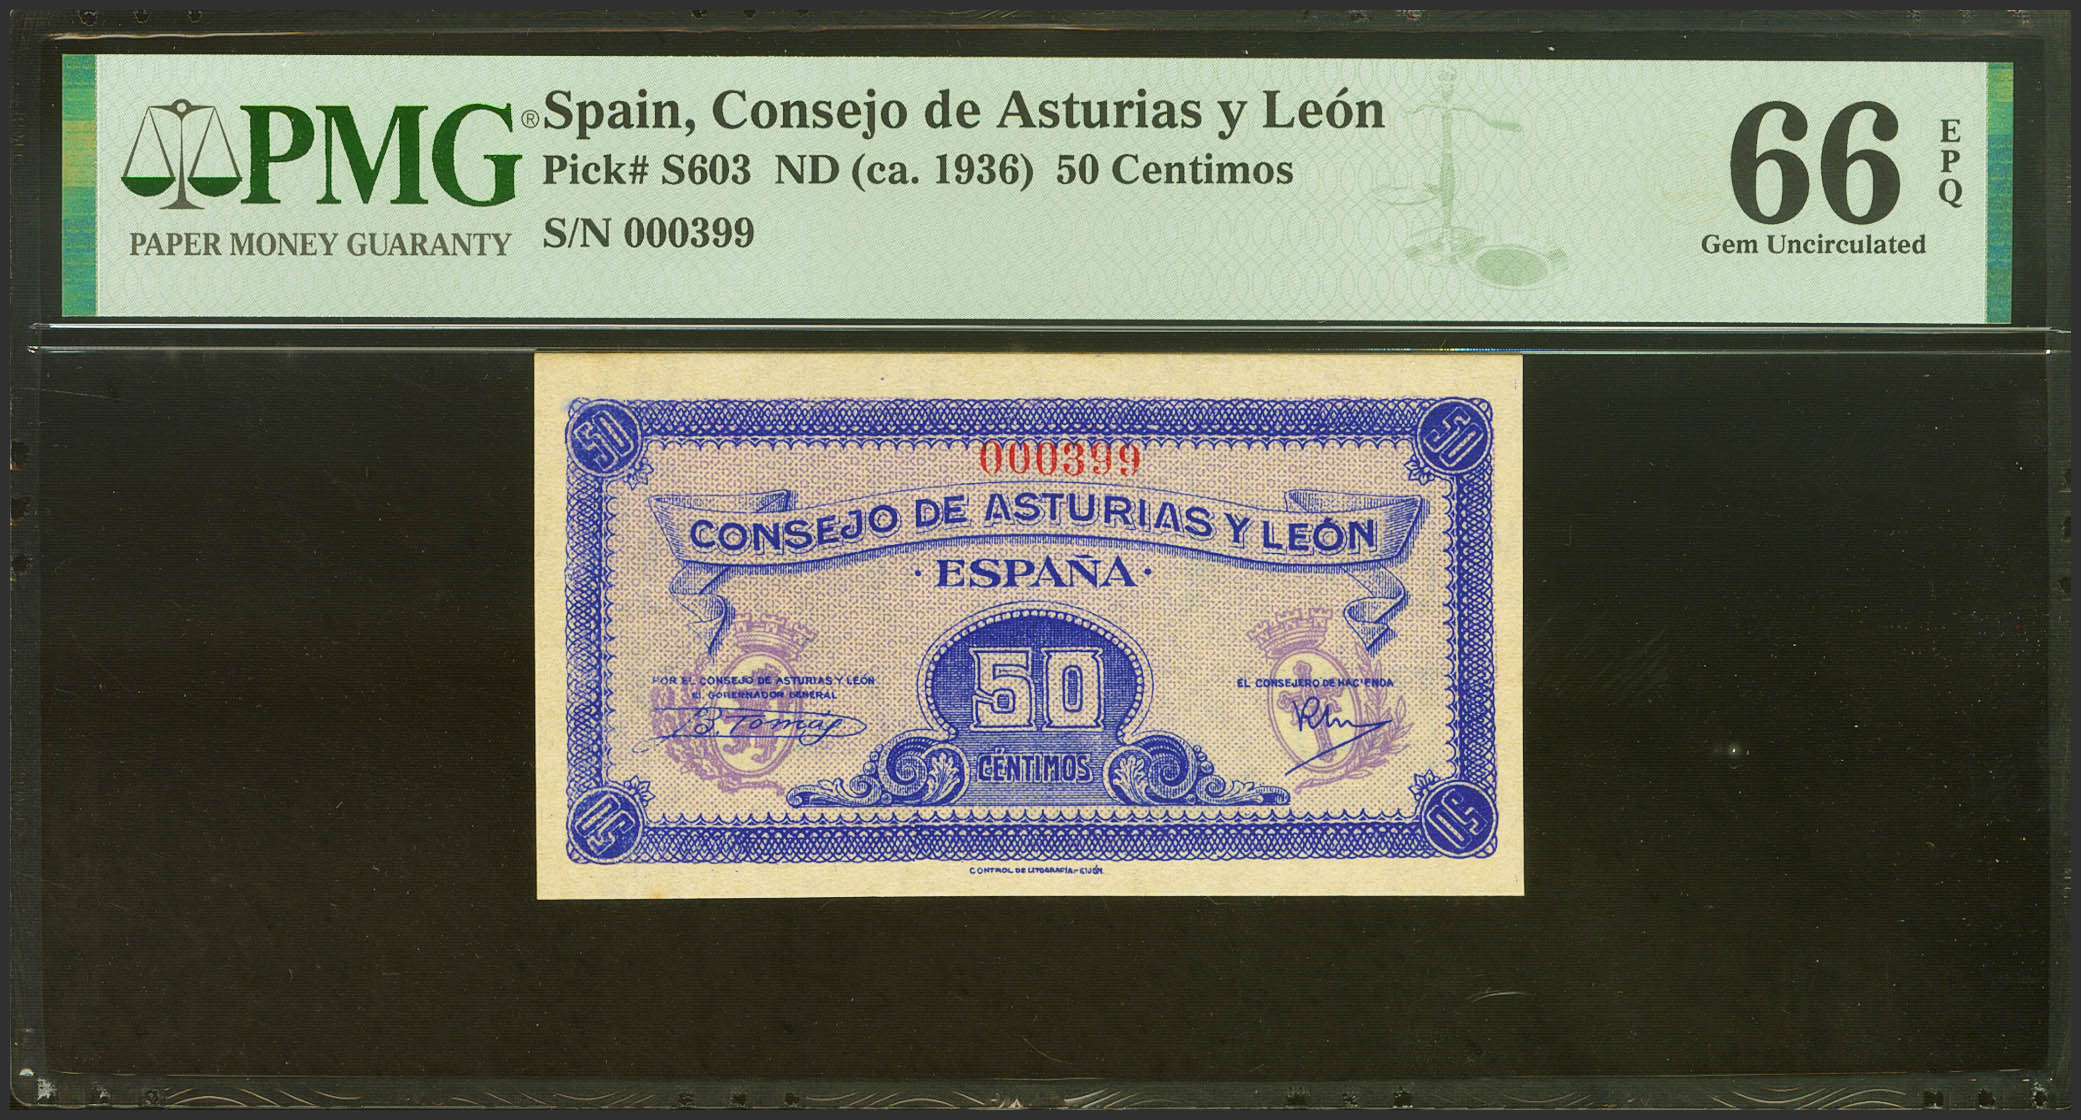 PMG®
PAPER MONEY GUARANTY
Spain, Consejo de Asturias y León
Pick# S603 ND (ca. 1936) 50 Centimos
S/N 000399
66
EPQ
Gem Uncirculated
50
50
000399
CONSEJO DE ASTURIAS Y LEÓN
· ESPAÑA ·
POR EL CONSEJO DE ASTURIAS Y LEÓN
EL GOBERNADOR GENERAL
B. Tomás
EL CONSEJERO DE HACIENDA
50
CÉNTIMOS
50
50
CONTROL DE LITOGRAFÍA-GIJÓN